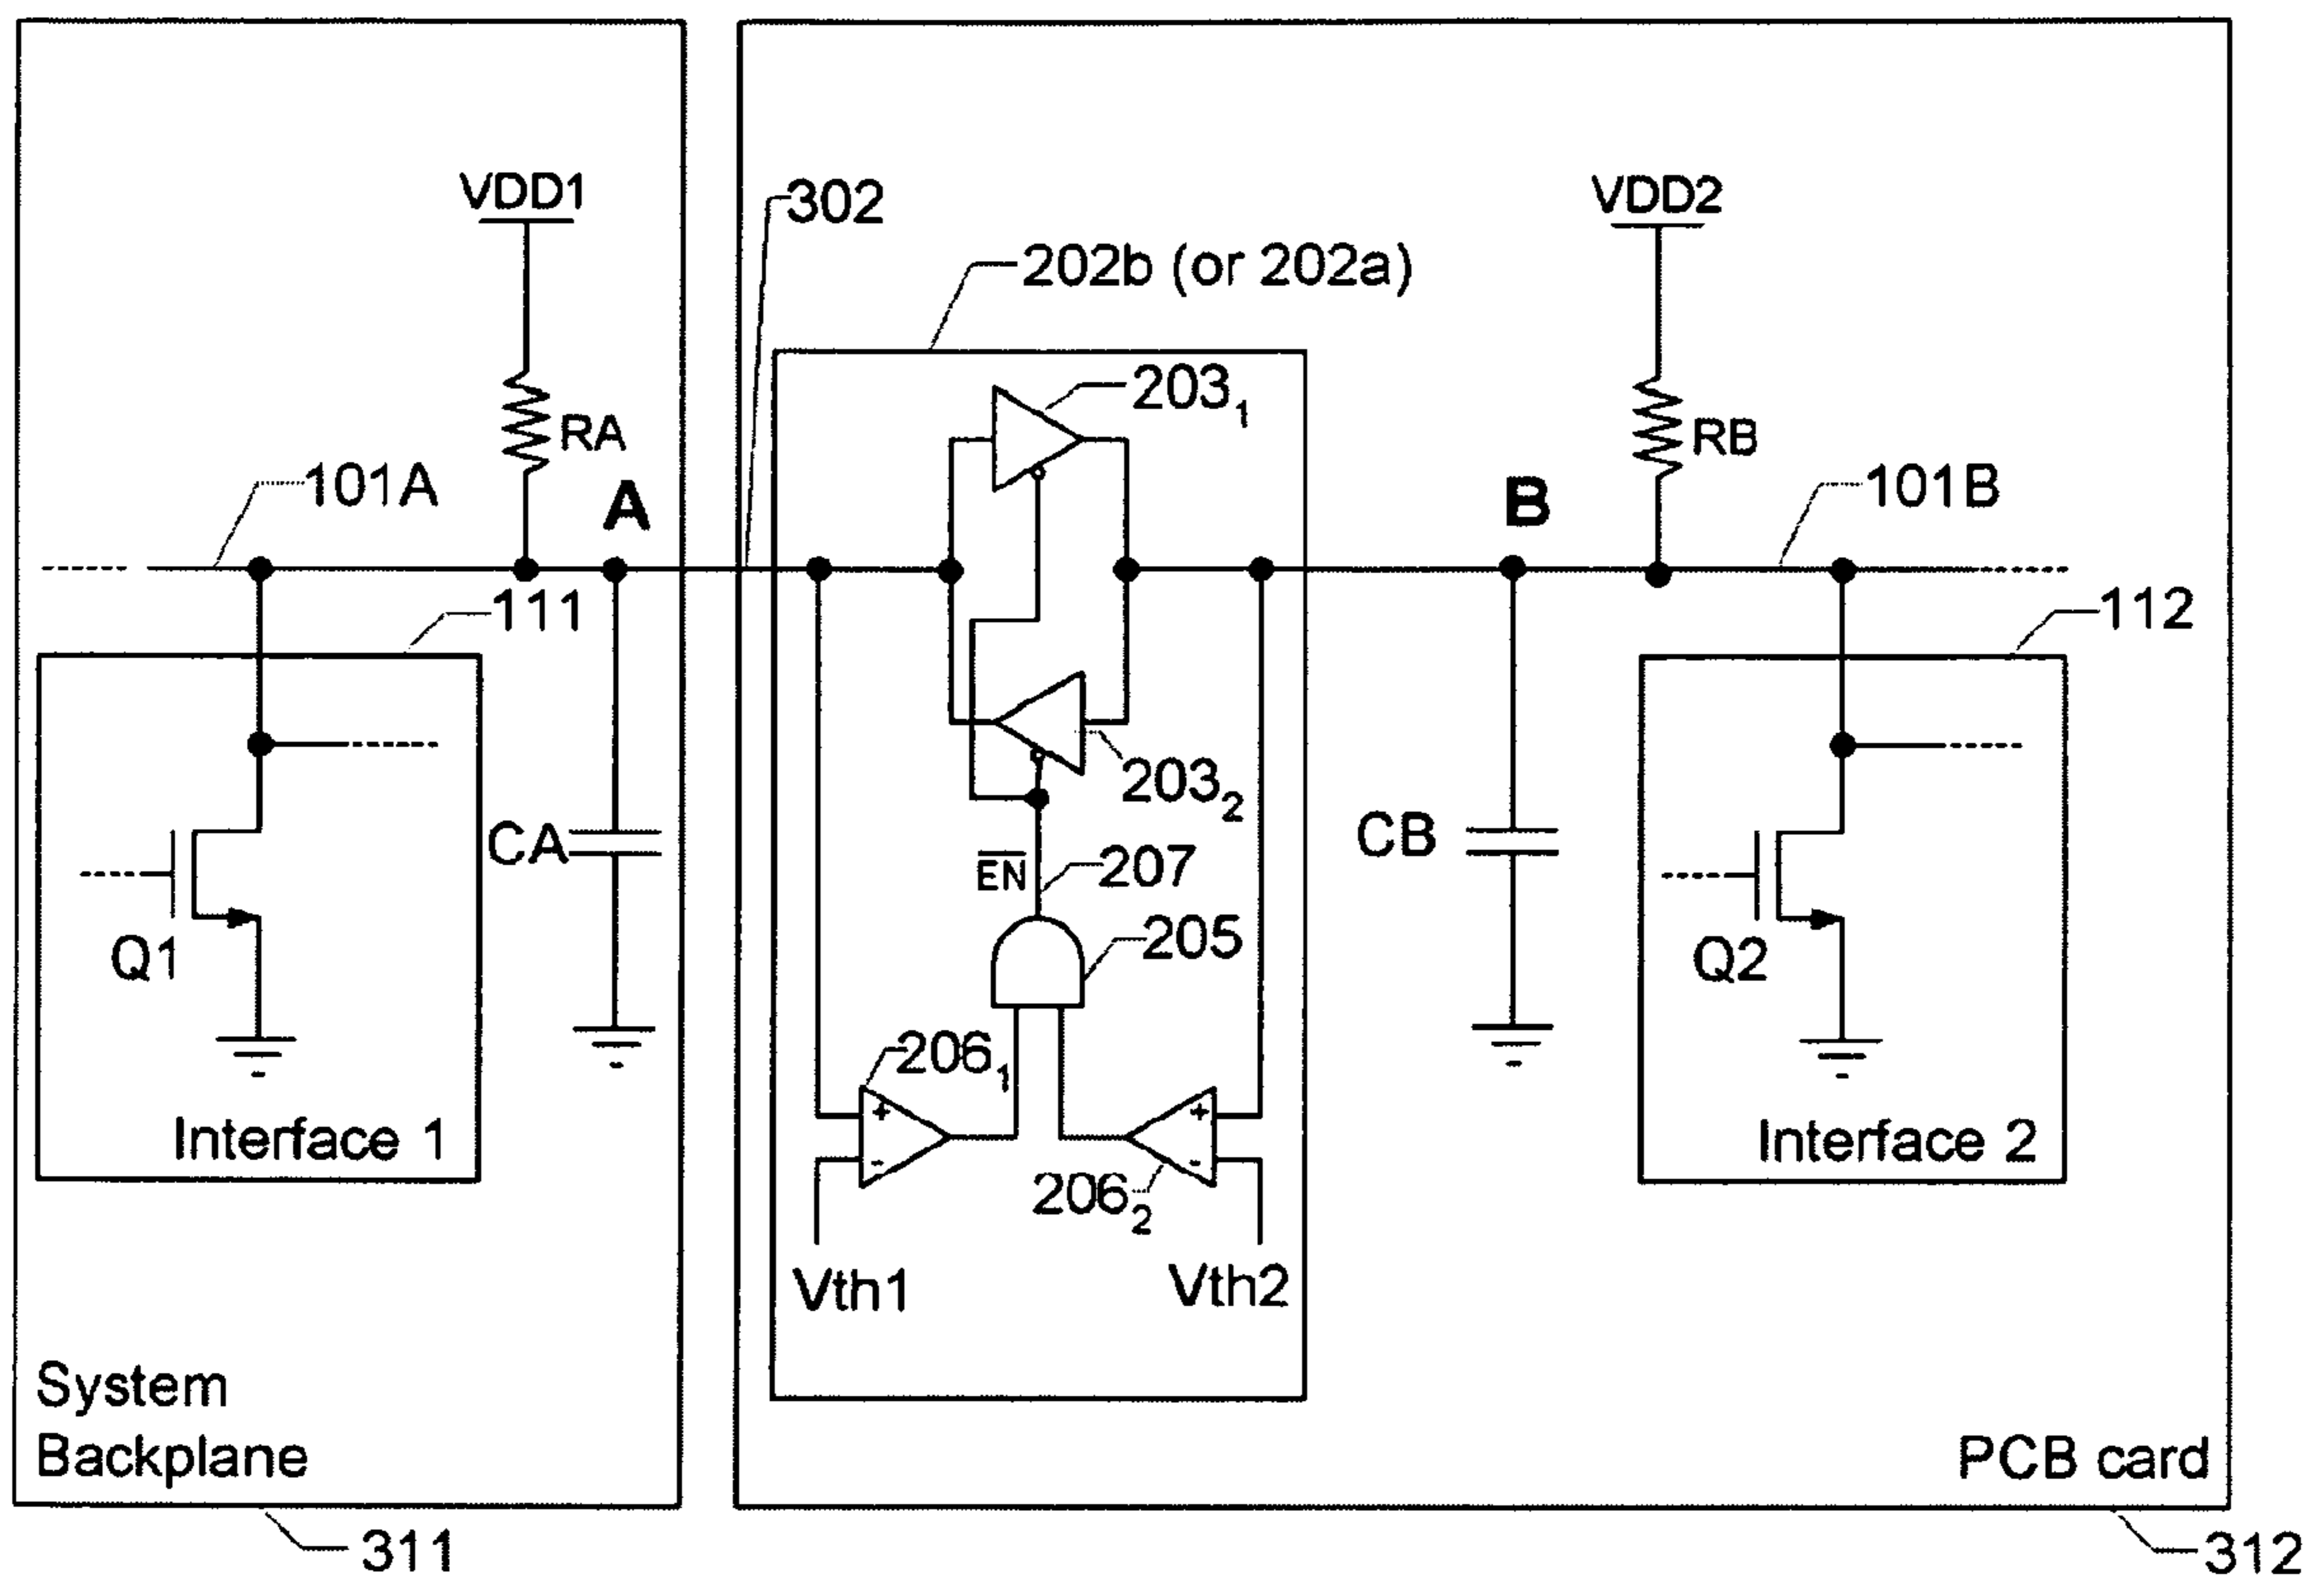 VDD1
302
VDD2
202b (or 202a)
203₁
RA
RB
101A
A
B
101B
111
112
203₂
CA
CB
EN
207
205
Q1
Q2
206₁
+
-
+
-
206₂
Interface 1
Interface 2
Vth1
Vth2
System
Backplane
PCB card
311
312